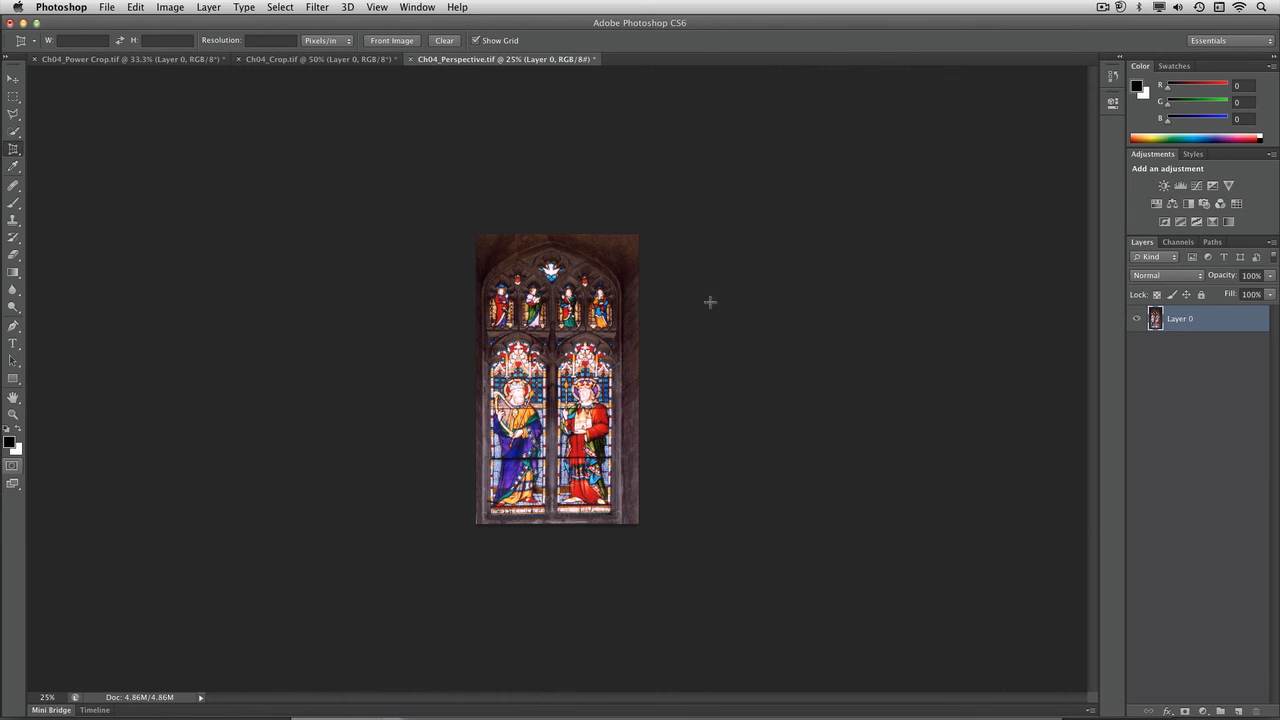 Photoshop File Edit Image Layer Type Select Filter 3D View Window Help
Adobe Photoshop CS6
W: H: Resolution: Pixels/in Front Image Clear Show Grid Essentials
Ch04_Power Crop.tif @ 33.3% (Layer 0, RGB/8*) * Ch04_Crop.tif @ 50% (Layer 0, RGB/8*) * Ch04_Perspective.tif @ 25% (Layer 0, RGB/8#) *
Color Swatches
R 0
G 0
B 0
Adjustments Styles
Add an adjustment
Layers Channels Paths
Kind
Normal Opacity: 100%
Lock: Fill: 100%
Layer 0
25% Doc: 4.86M/4.86M
Mini Bridge Timeline